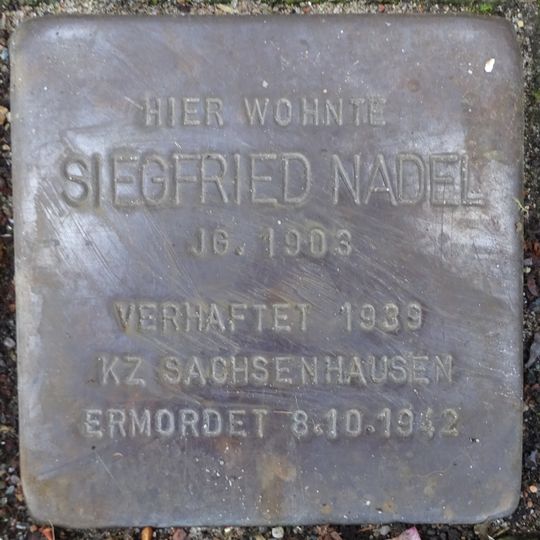 HIER WOHNTE
SIEGFRIED NADEL
JG. 1903
VERHAFTET 1939
KZ SACHSENHAUSEN
ERMORDET 8.10.1942